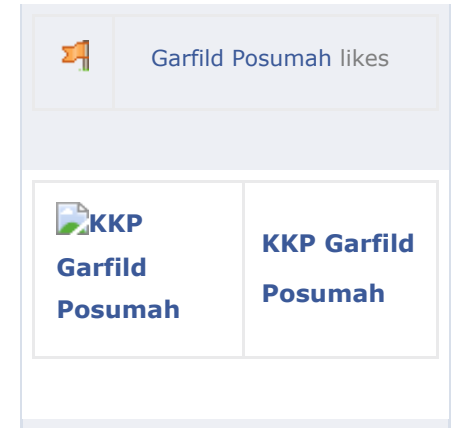 Garfild Posumah likes
KKP
Garfild
Posumah
KKP Garfild
Posumah